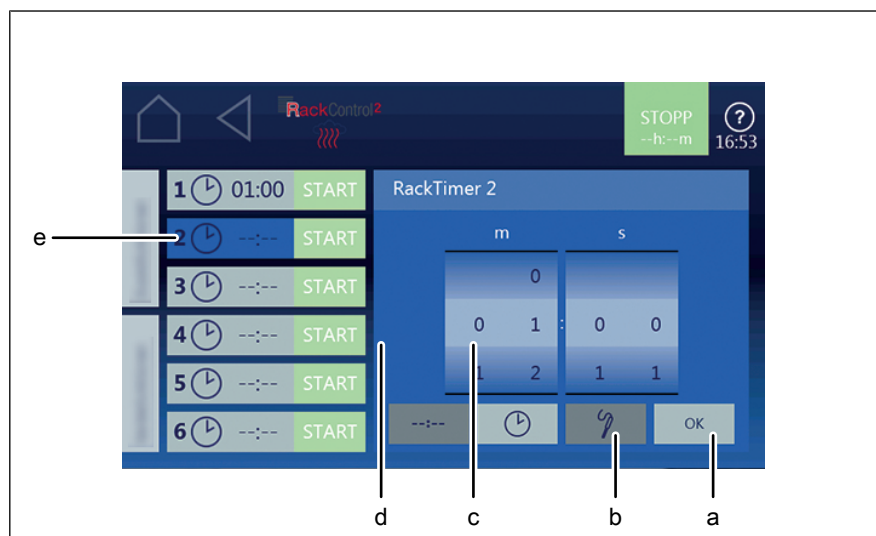 RackControl2
STOPP
--h:--m
?
16:53
1 01:00 START
2 --:-- START
3 --:-- START
4 --:-- START
5 --:-- START
6 --:-- START
RackTimer 2
m s
0
0 1 : 0 0
1 2 1 1
--:-- OK
e
d c b a